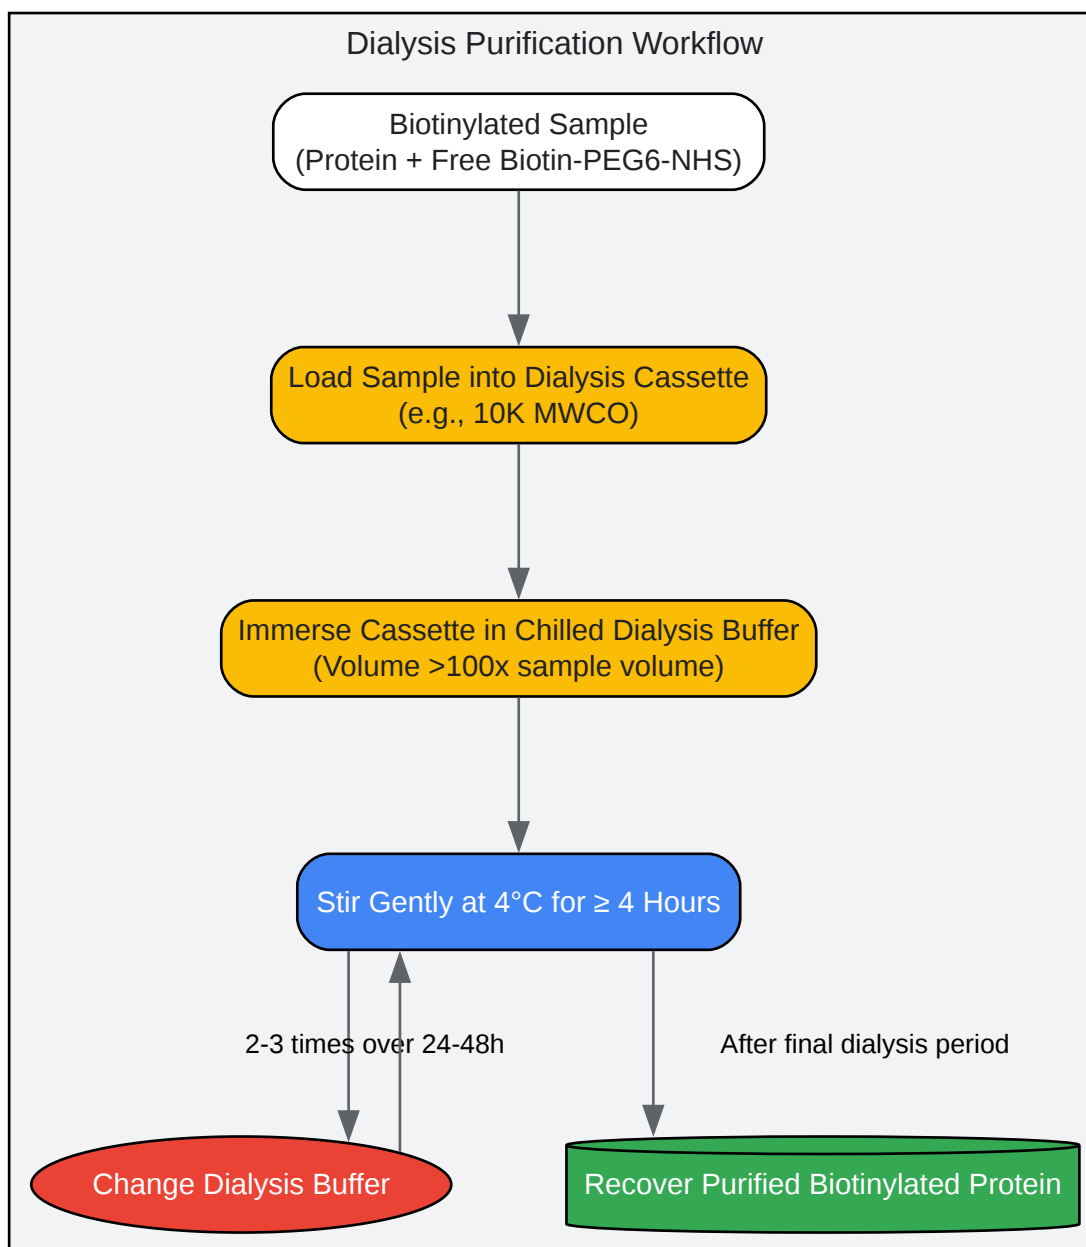 Dialysis Purification Workflow
Biotinylated Sample
(Protein + Free Biotin-PEG6-NHS)
Load Sample into Dialysis Cassette
(e.g., 10K MWCO)
Immerse Cassette in Chilled Dialysis Buffer
(Volume >100x sample volume)
Stir Gently at 4°C for ≥ 4 Hours
2-3 times over 24-48h
After final dialysis period
Change Dialysis Buffer
Recover Purified Biotinylated Protein